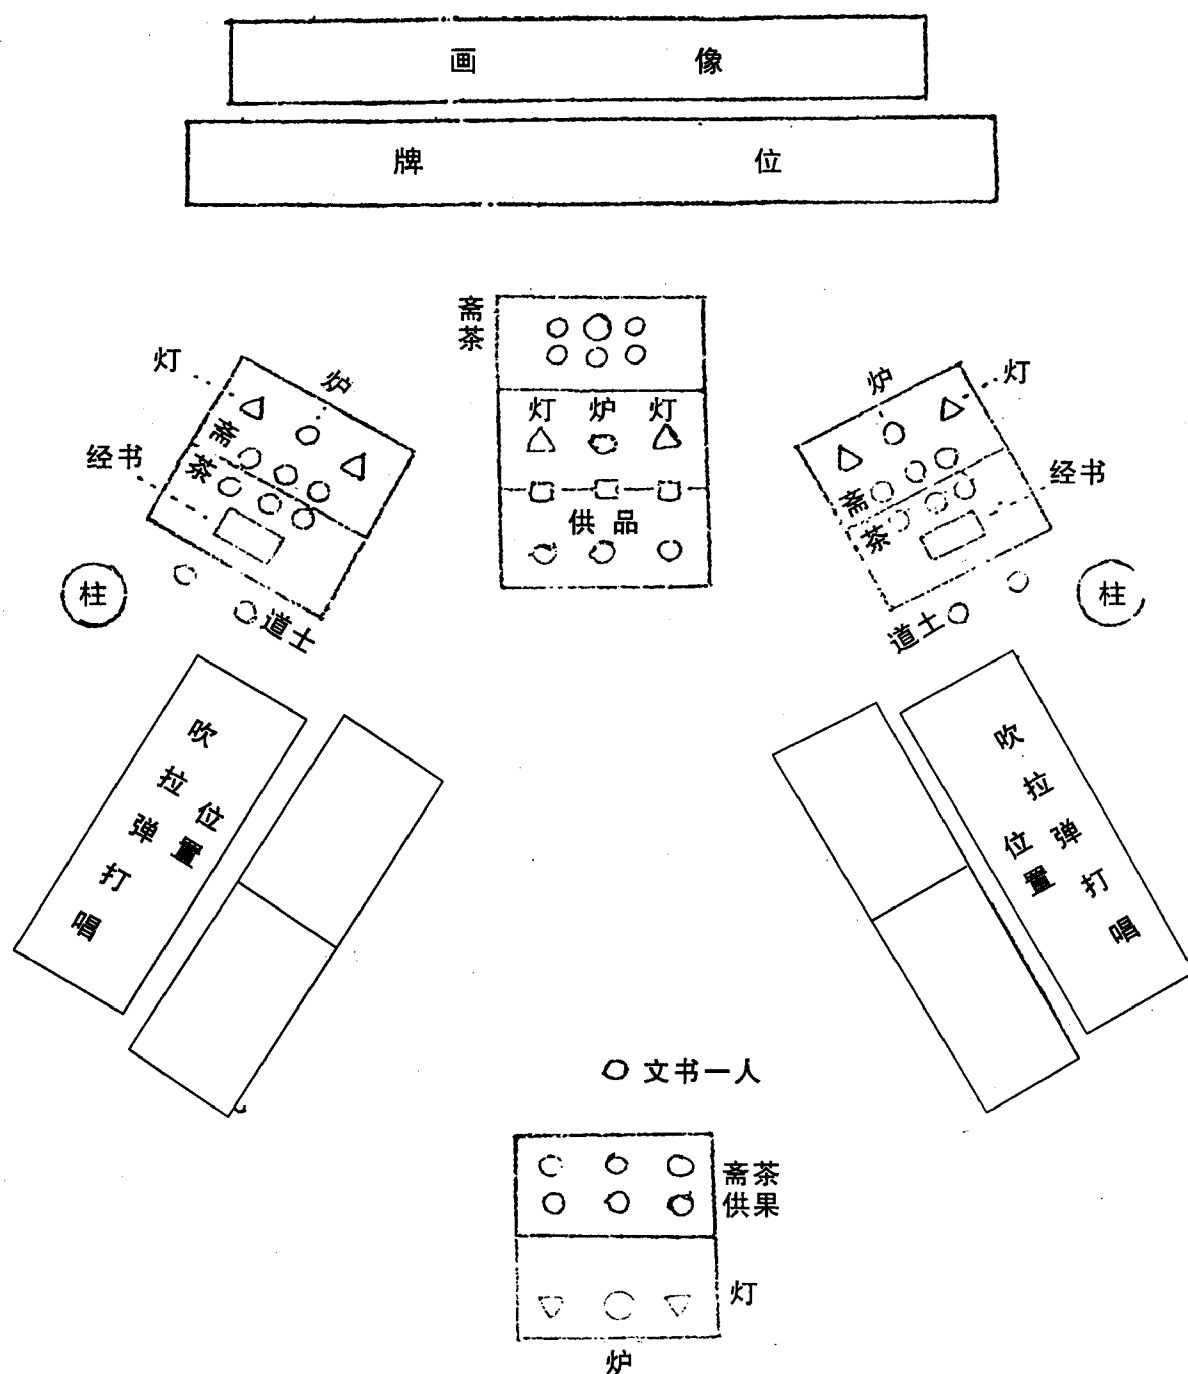 画 像
牌 位
斋茶
灯 炉 灯
供 品
灯
炉
斋
茶
经书
柱
道士
炉
灯
斋
茶
经书
柱
道士
吹拉弹打唱
位置
吹拉弹打唱
位置
文书一人
斋茶
供果
灯
炉